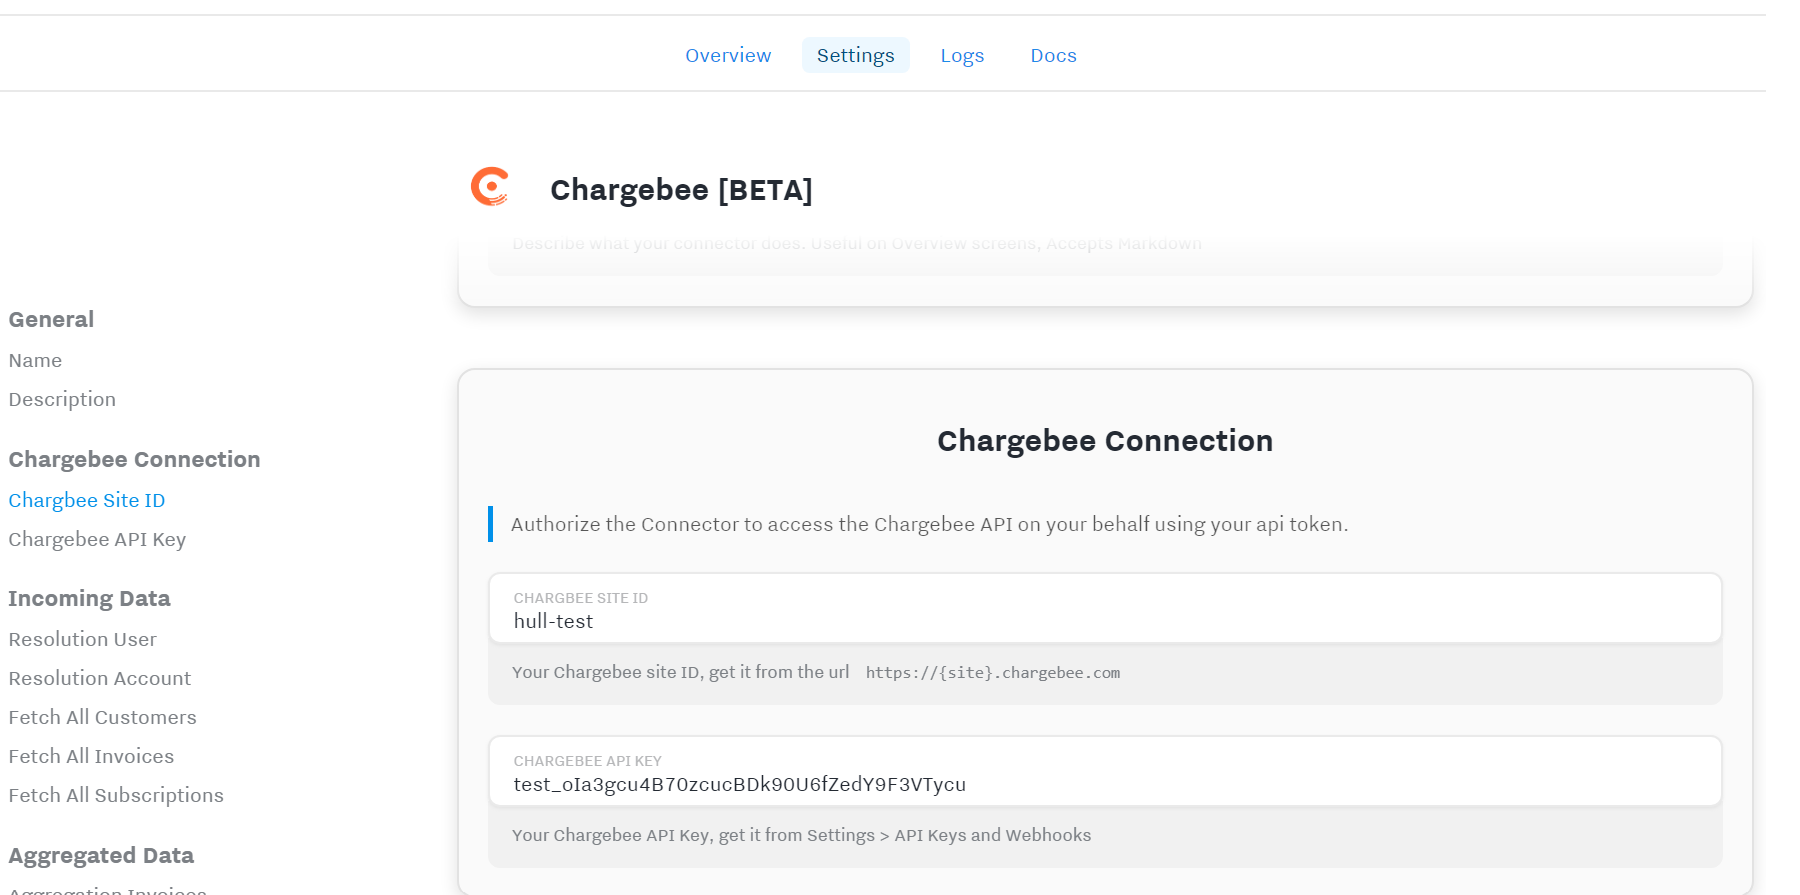 Overview Settings Logs Docs
Chargebee [BETA]
Describe what your connector does. Useful on Overview screens, Accepts Markdown
General
Name
Description
Chargebee Connection
Chargbee Site ID
Chargebee API Key
Incoming Data
Resolution User
Resolution Account
Fetch All Customers
Fetch All Invoices
Fetch All Subscriptions
Aggregated Data
Aggregation Invoices
Chargebee Connection
Authorize the Connector to access the Chargebee API on your behalf using your api token.
CHARGBEE SITE ID
hull-test
Your Chargebee site ID, get it from the url https://{site}.chargebee.com
CHARGEBEE API KEY
test_oIa3gcu4B70zcucBDk90U6fZedY9F3VTycu
Your Chargebee API Key, get it from Settings > API Keys and Webhooks